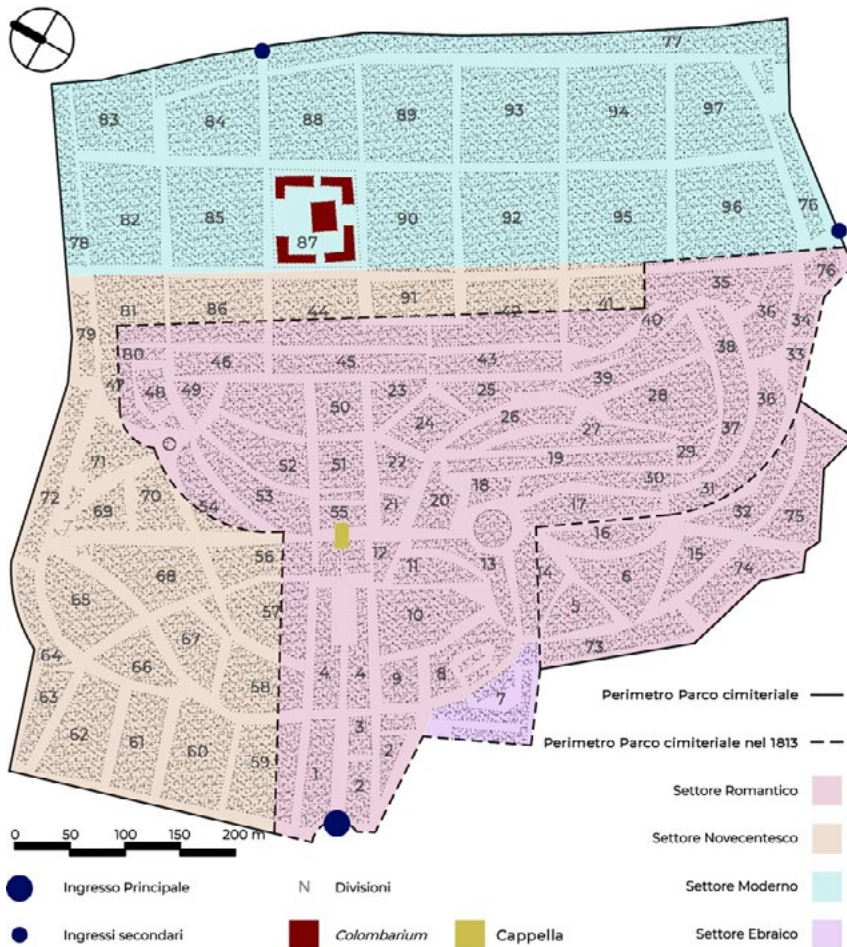 77
83 84 88 89 93 94 97
78 82 85 87 90 92 95 96 76
81 86 44 91 42 41 40 35 76
79 80 46 45 43 38 36 34
47 48 49 50 23 25 39 28 33
24 26 36
71 52 51 22 27 37
19 29
72 69 70 54 53 55 21 20 18 17 30 31
56 12 13 16 32 75
65 68 11 14 6 15 74
57 10 5
64 66 67 73
63 58 4 4 9 8 7
62 61 60 59 3 2
1 2
Perimetro Parco cimiteriale
Perimetro Parco cimiteriale nel 1813
Settore Romantico
Settore Novecentesco
Settore Moderno
Settore Ebraico
0 50 100 150 200 m
Ingresso Principale
N Divisioni
Ingressi secondari
Colombarium
Cappella